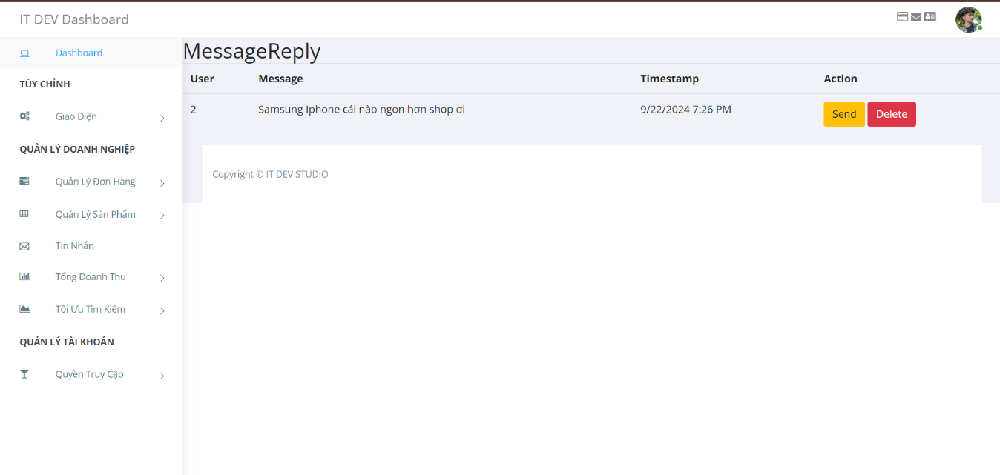 IT DEV Dashboard
Dashboard
TÙY CHỈNH
Giao Diện
QUẢN LÝ DOANH NGHIỆP
Quản Lý Đơn Hàng
Quản Lý Sản Phẩm
Tin Nhắn
Tổng Doanh Thu
Tối Ưu Tìm Kiếm
QUẢN LÝ TÀI KHOẢN
Quyền Truy Cập
MessageReply
User Message Timestamp Action
2 Samsung Iphone cái nào ngon hơn shop ơi 9/22/2024 7:26 PM Send Delete
Copyright © IT DEV STUDIO